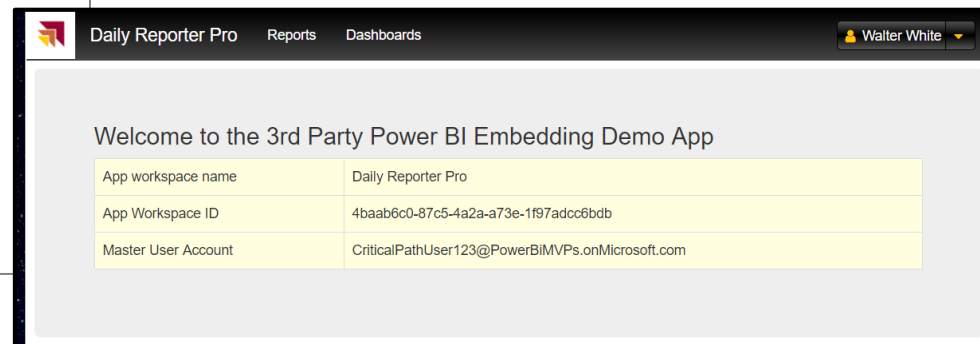 Daily Reporter Pro Reports Dashboards Walter White
Welcome to the 3rd Party Power BI Embedding Demo App
App workspace name Daily Reporter Pro
App Workspace ID 4baab6c0-87c5-4a2a-a73e-1f97adcc6bdb
Master User Account CriticalPathUser123@PowerBiMVPs.onMicrosoft.com